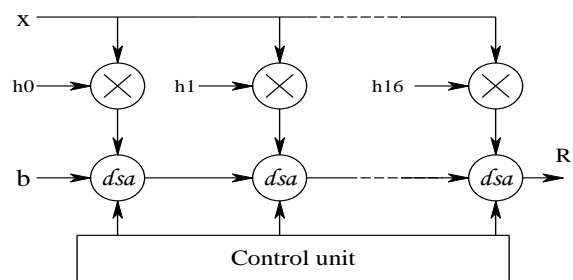 x
h0
h1
h16
R
b
dsa
dsa
dsa
Control unit